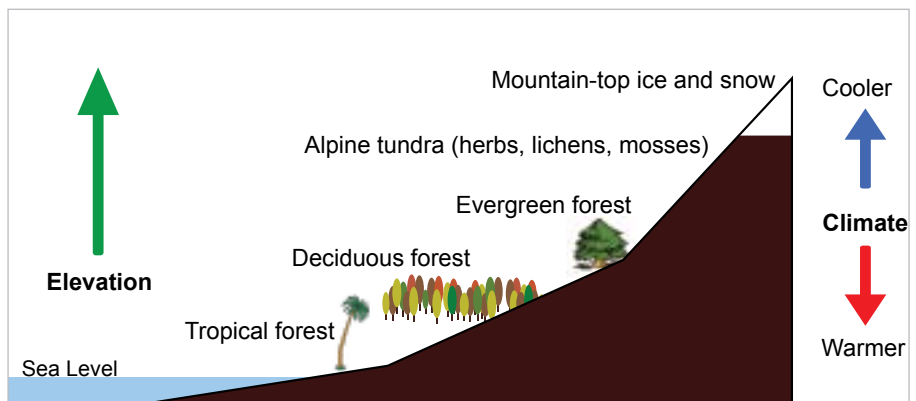 Mountain-top ice and snow
Cooler
Alpine tundra (herbs, lichens, mosses)
Evergreen forest
Climate
Deciduous forest
Elevation
Tropical forest
Warmer
Sea Level